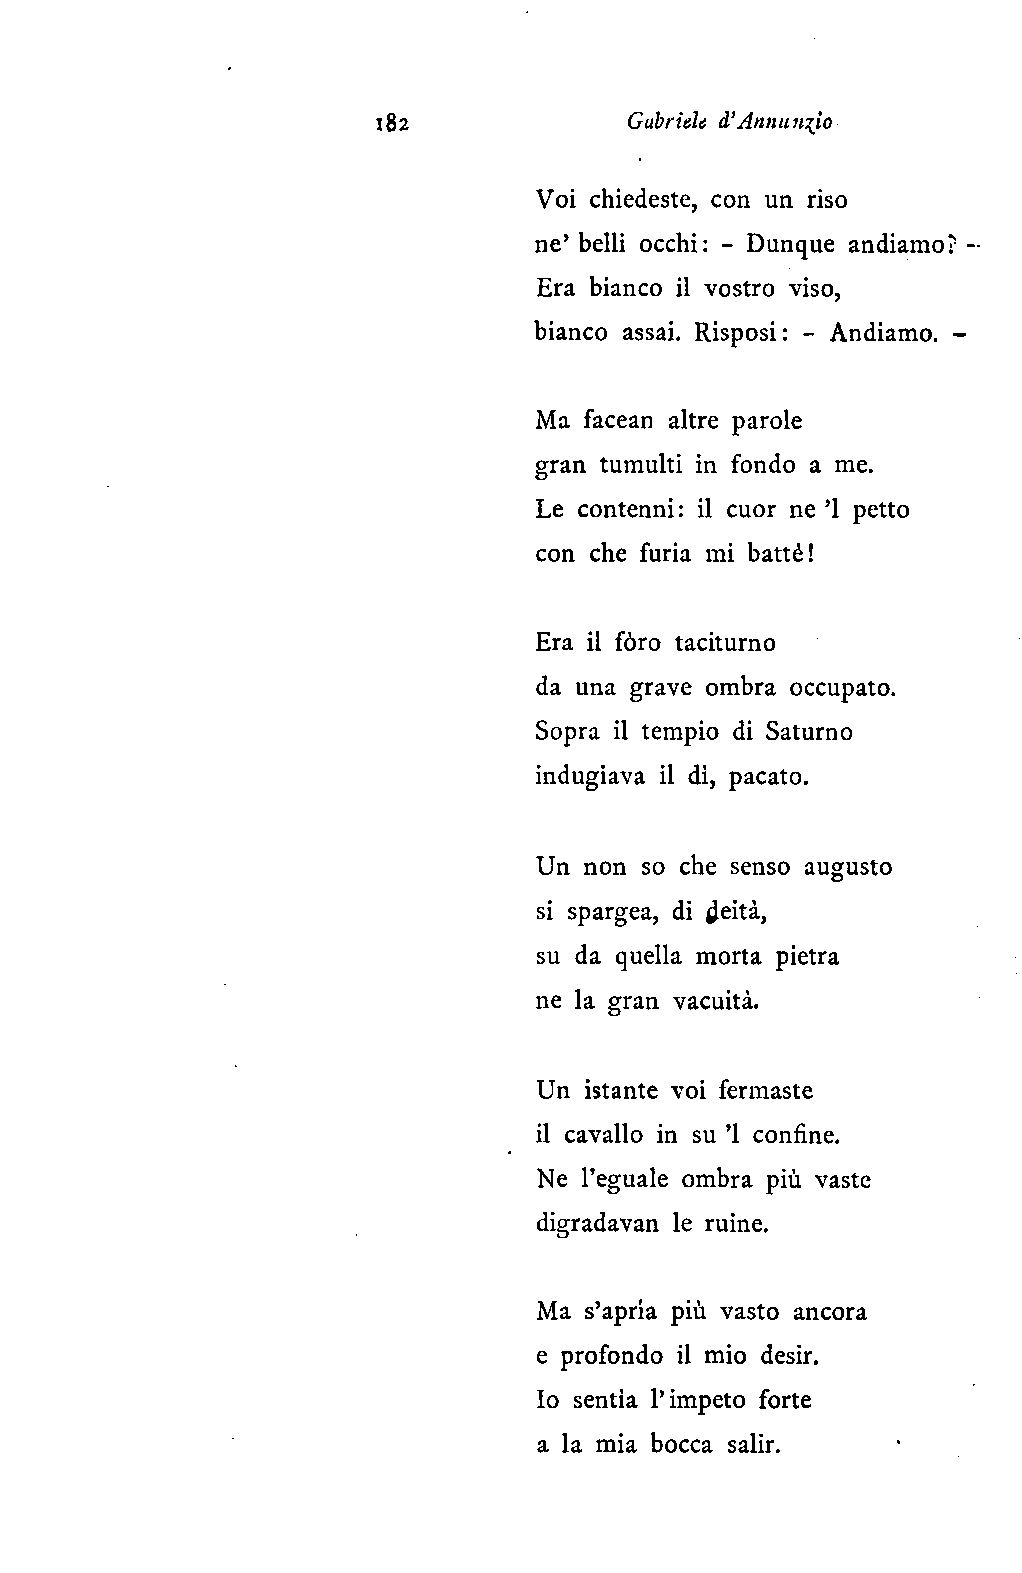 182 Gabriele d'Annunzio
Voi chiedeste, con un riso
ne' belli occhi: – Dunque andiamo? –
Era bianco il vostro viso,
bianco assai. Risposi: – Andiamo. –
Ma facean altre parole
gran tumulti in fondo a me.
Le contenni: il cuor ne 'l petto
con che furia mi battè!
Era il fòro taciturno
da una grave ombra occupato.
Sopra il tempio di Saturno
indugiava il dì, pacato.
Un non so che senso augusto
si spargea, di deità,
su da quella morta pietra
ne la gran vacuità.
Un istante voi fermaste
il cavallo in su 'l confine.
Ne l'eguale ombra più vaste
digradavan le ruine.
Ma s'apría più vasto ancora
e profondo il mio desir.
Io sentía l'impeto forte
a la mia bocca salir.